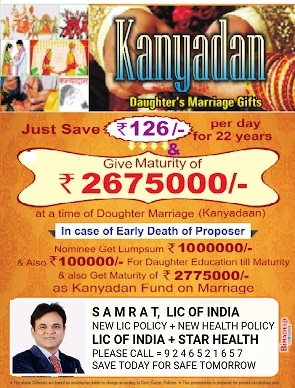 Kanyadan
Daughter's Marriage Gifts
कन्यादान
Just Save ₹126/- per day
for 22 years
&
Give Maturity of
₹ 2675000/-
at a time of Doughter Marriage (Kanyadaan)
In case of Early Death of Proposer
Nominee Get Lumpsum ₹ 1000000/-
& Also ₹100000/- For Daughter Education till Maturity
& also Get Maturity of ₹ 2775000/-
as Kanyadan Fund on Marriage
S A M R A T, LIC OF INDIA
NEW LIC POLICY + NEW HEALTH POLICY
LIC OF INDIA + STAR HEALTH
PLEASE CALL = 9 2 4 6 5 2 1 6 5 7
SAVE TODAY FOR SAFE TOMORROW